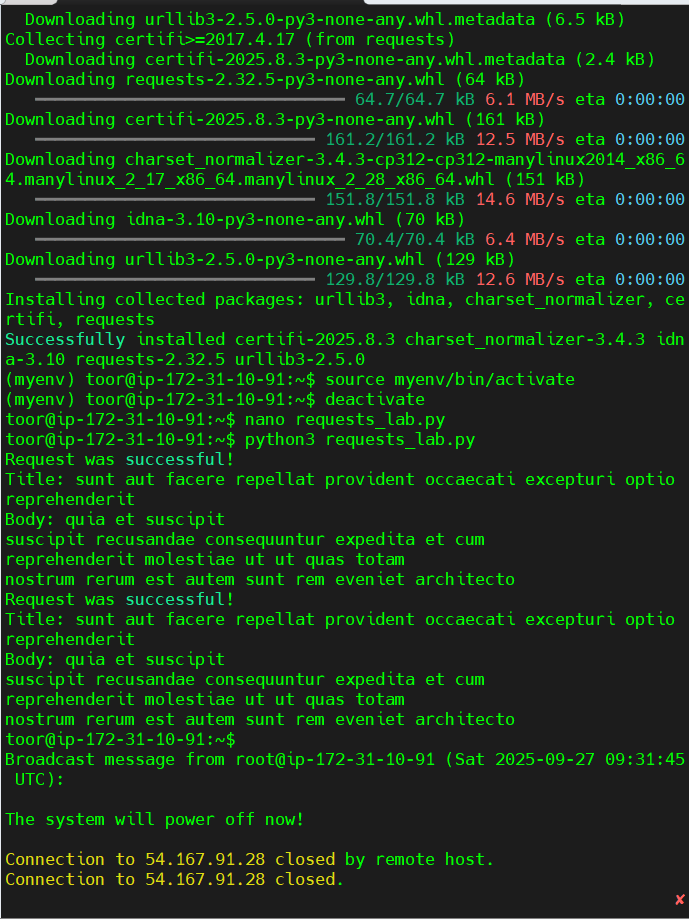 Downloading urllib3-2.5.0-py3-none-any.whl.metadata (6.5 kB)
Collecting certifi>=2017.4.17 (from requests)
  Downloading certifi-2025.8.3-py3-none-any.whl.metadata (2.4 kB)
Downloading requests-2.32.5-py3-none-any.whl (64 kB)
   ━━━━━━━━━━━━━━━━━━━━━━━━━━━━━━━ 64.7/64.7 kB 6.1 MB/s eta 0:00:00
Downloading certifi-2025.8.3-py3-none-any.whl (161 kB)
   ━━━━━━━━━━━━━━━━━━━━━━━━━━━━ 161.2/161.2 kB 12.5 MB/s eta 0:00:00
Downloading charset_normalizer-3.4.3-cp312-cp312-manylinux2014_x86_6
4.manylinux_2_17_x86_64.manylinux_2_28_x86_64.whl (151 kB)
   ━━━━━━━━━━━━━━━━━━━━━━━━━━━━ 151.8/151.8 kB 14.6 MB/s eta 0:00:00
Downloading idna-3.10-py3-none-any.whl (70 kB)
   ━━━━━━━━━━━━━━━━━━━━━━━━━━━━━━━ 70.4/70.4 kB 6.4 MB/s eta 0:00:00
Downloading urllib3-2.5.0-py3-none-any.whl (129 kB)
   ━━━━━━━━━━━━━━━━━━━━━━━━━━━━ 129.8/129.8 kB 12.6 MB/s eta 0:00:00
Installing collected packages: urllib3, idna, charset_normalizer, ce
rtifi, requests
Successfully installed certifi-2025.8.3 charset_normalizer-3.4.3 idn
a-3.10 requests-2.32.5 urllib3-2.5.0
(myenv) toor@ip-172-31-10-91:~$ source myenv/bin/activate
(myenv) toor@ip-172-31-10-91:~$ deactivate
toor@ip-172-31-10-91:~$ nano requests_lab.py
toor@ip-172-31-10-91:~$ python3 requests_lab.py
Request was successful!
Title: sunt aut facere repellat provident occaecati excepturi optio
reprehenderit
Body: quia et suscipit
suscipit recusandae consequuntur expedita et cum
reprehenderit molestiae ut ut quas totam
nostrum rerum est autem sunt rem eveniet architecto
Request was successful!
Title: sunt aut facere repellat provident occaecati excepturi optio
reprehenderit
Body: quia et suscipit
suscipit recusandae consequuntur expedita et cum
reprehenderit molestiae ut ut quas totam
nostrum rerum est autem sunt rem eveniet architecto
toor@ip-172-31-10-91:~$
Broadcast message from root@ip-172-31-10-91 (Sat 2025-09-27 09:31:45
 UTC):

The system will power off now!

Connection to 54.167.91.28 closed by remote host.
Connection to 54.167.91.28 closed.
✘